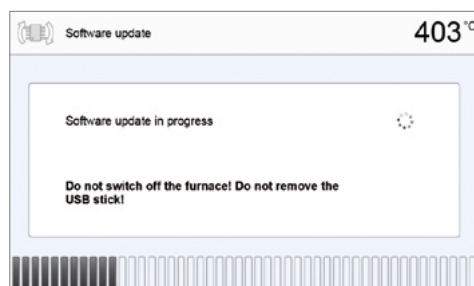 Software update
403 °C
Software update in progress
Do not switch off the furnace! Do not remove the
USB stick!